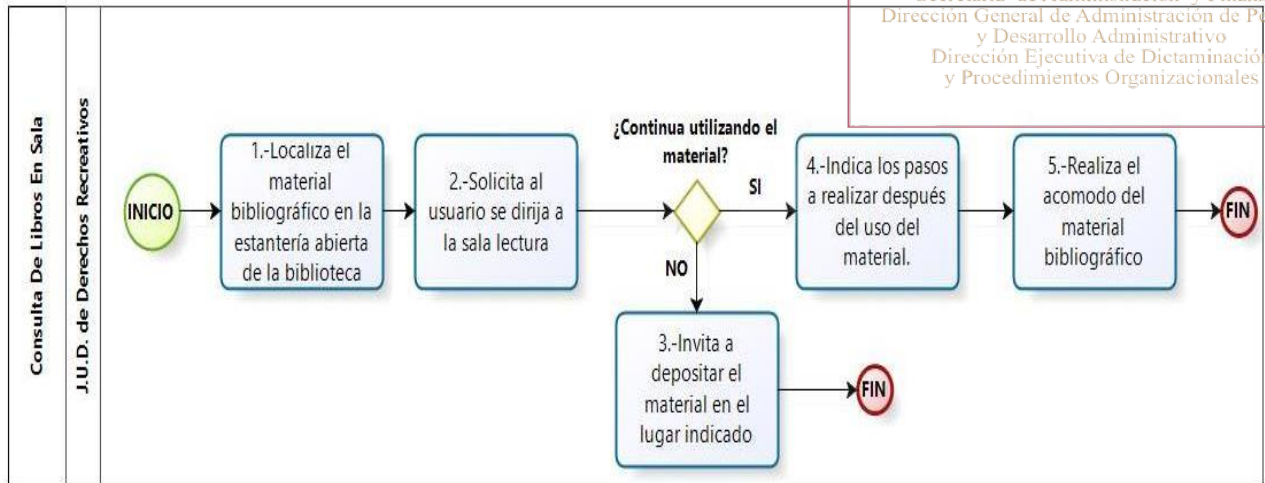 Dirección General de Administración de
y Desarrollo Administrativo
Dirección Ejecutiva de
y Procedimientos Organizacionales
Consulta De Libros En Sala
J.U.D. de Derechos Recreativos
INICIO
1.-Localiza el
material
bibliográfico en la
estantería abierta
de la biblioteca
2.-Solicita al
usuario se dirija a
la sala lectura
¿Continua utilizando el
material?
SI
NO
3.-Invita a
depositar el
material en el
lugar indicado
FIN
4.-Indica los pasos
a realizar después
del uso del
material.
5.-Realiza el
acomodo del
material
bibliográfico
FIN